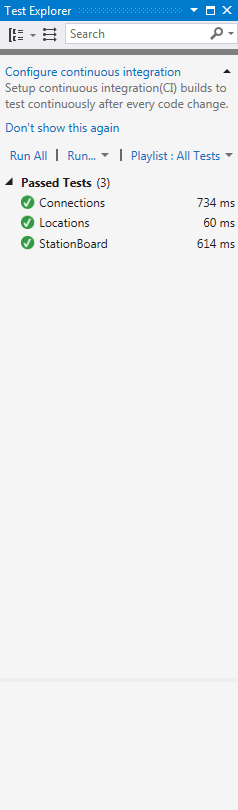 Test Explorer
Search
Configure continuous integration
Setup continuous integration(CI) builds to
test continuously after every code change.
Don't show this again
Run All | Run... | Playlist : All Tests
Passed Tests (3)
Connections 734 ms
Locations 60 ms
StationBoard 614 ms